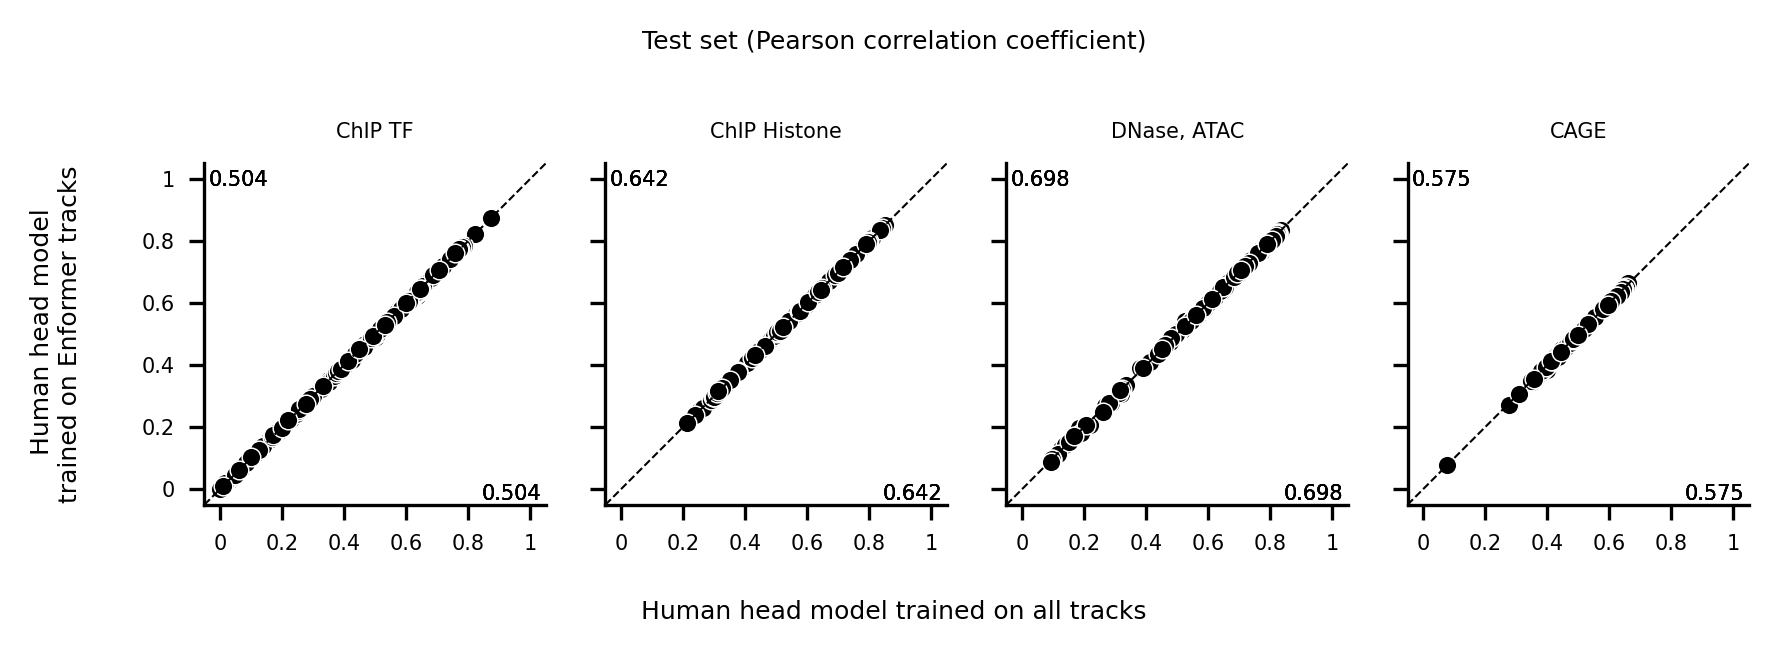 Test set (Pearson correlation coefficient)
ChIP TF
ChIP Histone
DNase, ATAC
CAGE
Human head model
trained on Enformer tracks
1
0.8
0.6
0.4
0.2
0
0.504
0.504
0.642
0.642
0.698
0.698
0.575
0.575
0 0.2 0.4 0.6 0.8 1
0 0.2 0.4 0.6 0.8 1
0 0.2 0.4 0.6 0.8 1
0 0.2 0.4 0.6 0.8 1
Human head model trained on all tracks